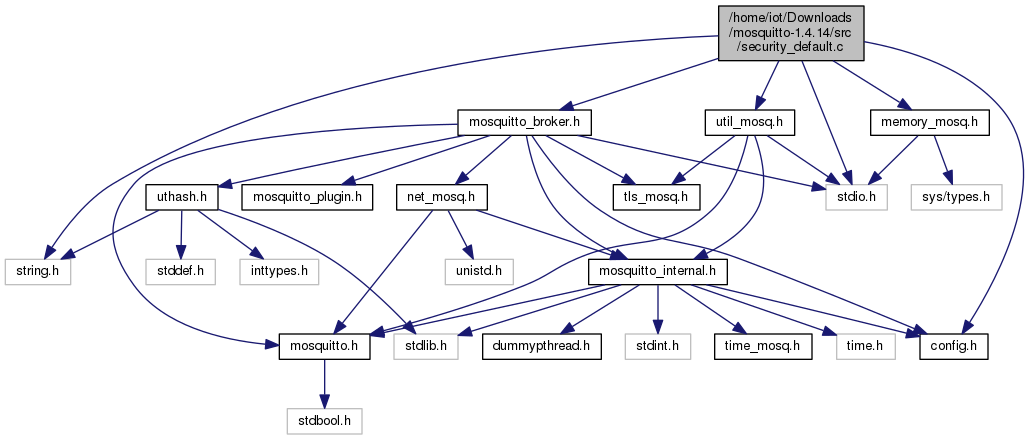 /home/iot/Downloads
/mosquitto-1.4.14/src
/security_default.c
mosquitto_broker.h
util_mosq.h
memory_mosq.h
uthash.h
mosquitto_plugin.h
net_mosq.h
tls_mosq.h
stdio.h
sys/types.h
string.h
stddef.h
inttypes.h
unistd.h
mosquitto_internal.h
mosquitto.h
stdlib.h
dummypthread.h
stdint.h
time_mosq.h
time.h
config.h
stdbool.h